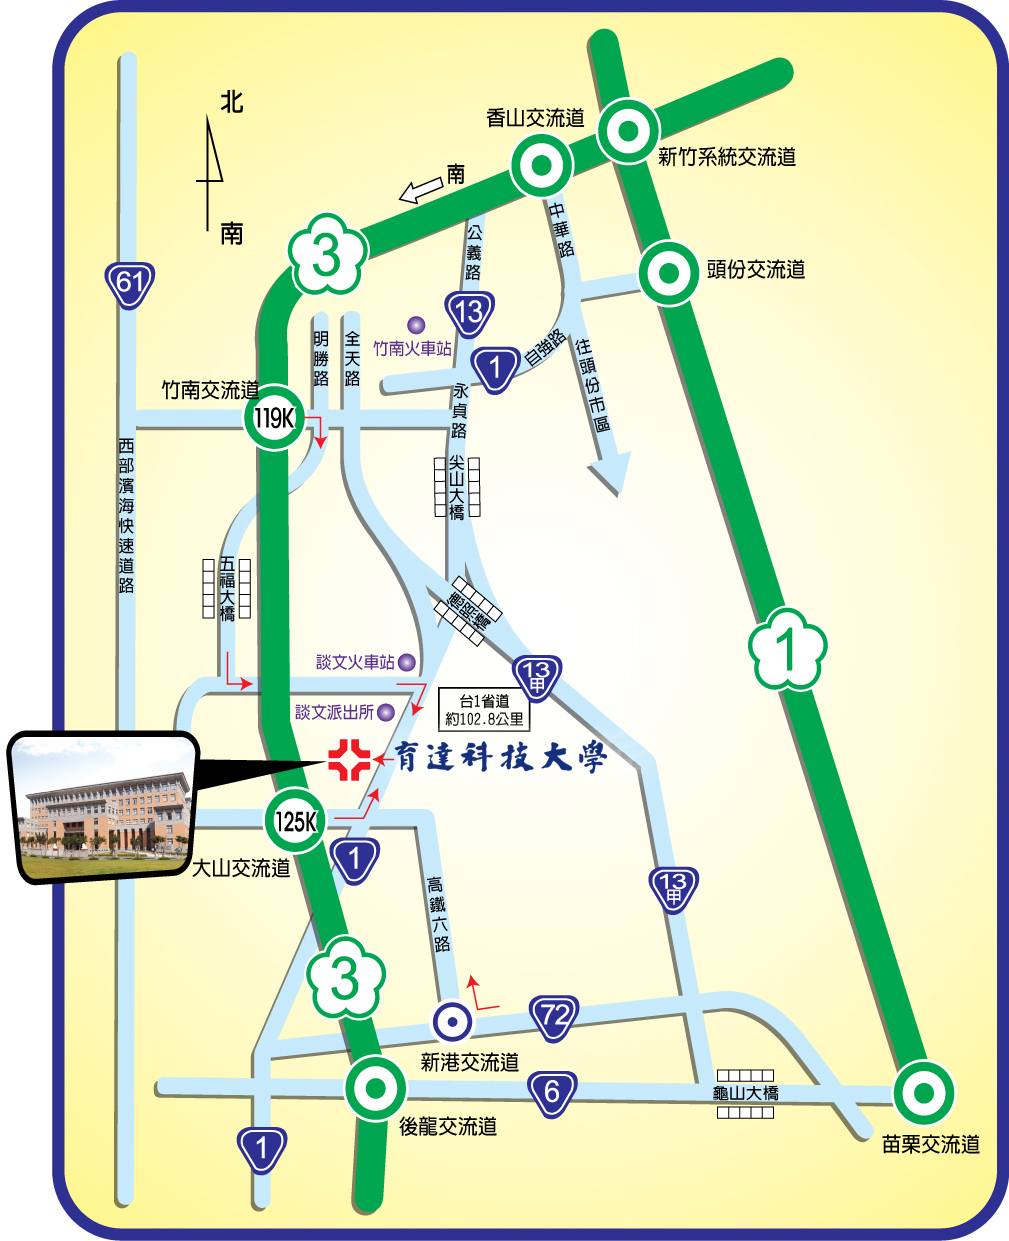 北
南
香山交流道
新竹系統交流道
南
中華路
公義路
3
頭份交流道
61
13
明勝路
全天路
竹南火車站
1
自強路
往頭份市區
竹南交流道
永貞路
119K
西部濱海快速道路
尖山大橋
五福大橋
德昭橋
1
談文火車站
13甲
台1省道
約102.8公里
談文派出所
育達科技大學
125K
大山交流道
1
高鐵六路
13甲
3
72
新港交流道
6
龜山大橋
後龍交流道
苗栗交流道
1